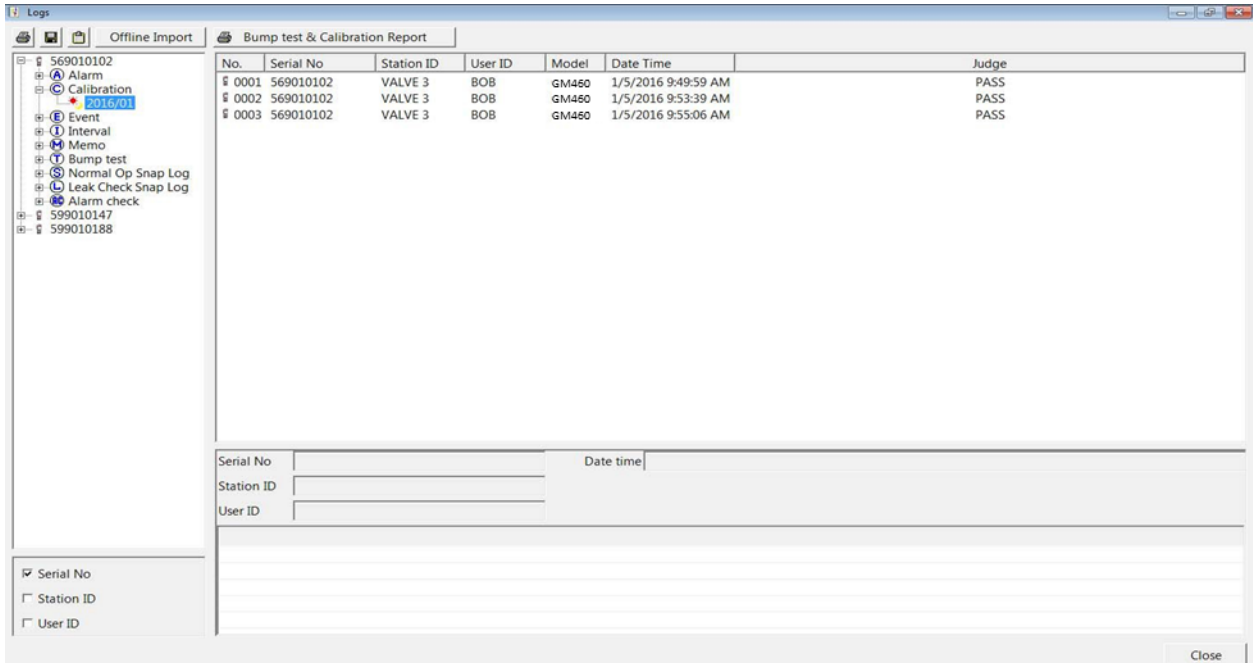 Logs
Offline Import Bump test & Calibration Report
569010102
A Alarm
C Calibration
2016/01
E Event
I Interval
M Memo
T Bump test
S Normal Op Snap Log
L Leak Check Snap Log
AC Alarm check
599010147
599010188
No. Serial No Station ID User ID Model Date Time Judge
0001 569010102 VALVE 3 BOB GM460 1/5/2016 9:49:59 AM PASS
0002 569010102 VALVE 3 BOB GM460 1/5/2016 9:53:39 AM PASS
0003 569010102 VALVE 3 BOB GM460 1/5/2016 9:55:06 AM PASS
Serial No Date time
Station ID
User ID
Serial No
Station ID
User ID
Close